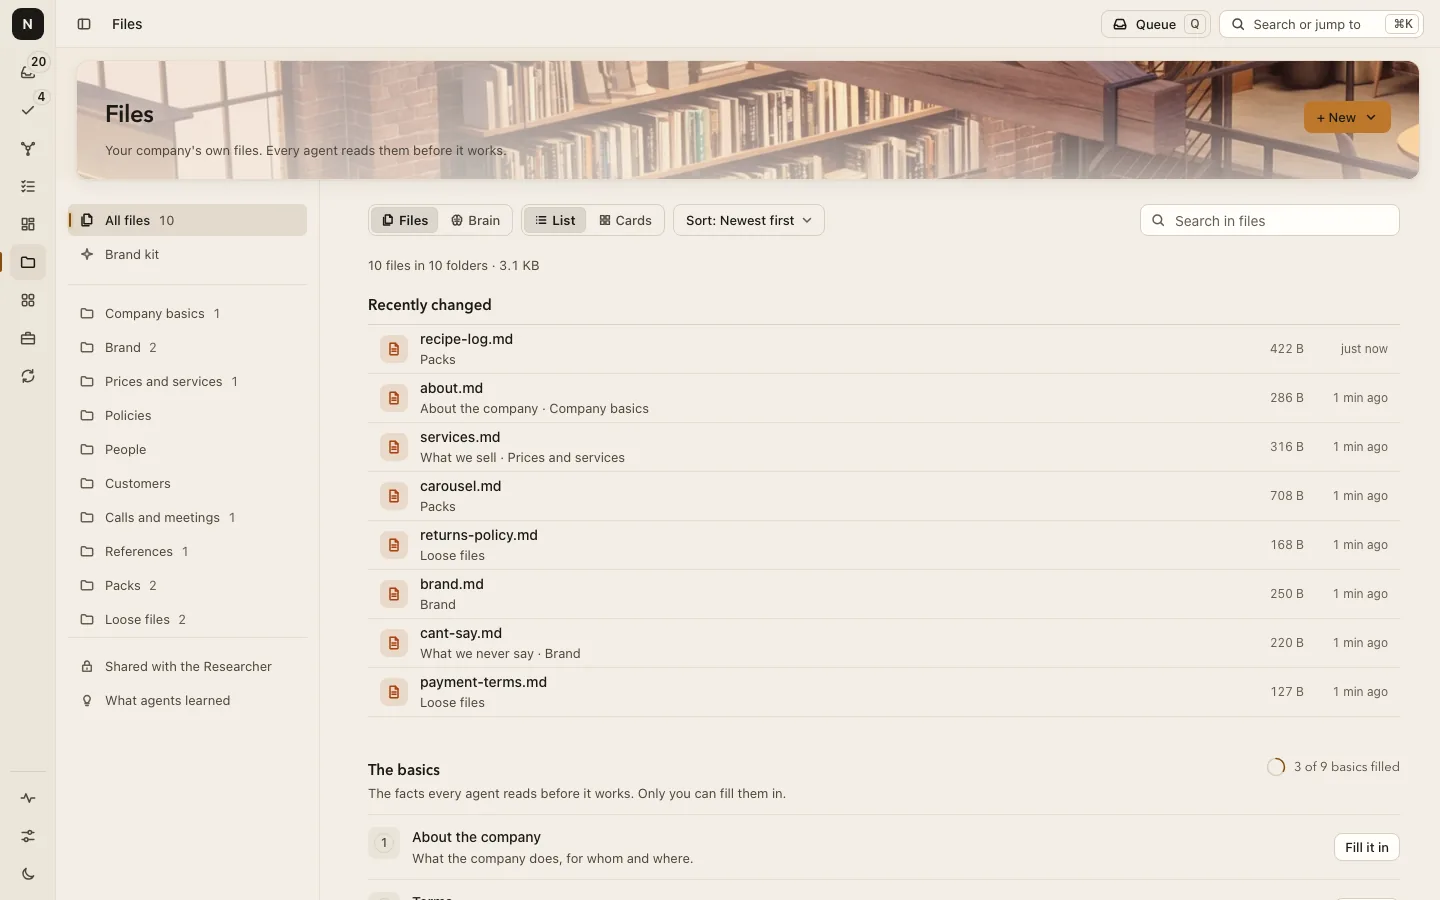 N
Files
Queue Q
Search or jump to ⌘K
20
4
Files
Your company's own files. Every agent reads them before it works.
+ New
All files 10
Brand kit
Company basics 1
Brand 2
Prices and services 1
Policies
People
Customers
Calls and meetings 1
References 1
Packs 2
Loose files 2
Shared with the Researcher
What agents learned
Files
Brain
List
Cards
Sort: Newest first
Search in files
10 files in 10 folders · 3.1 KB
Recently changed
recipe-log.md
Packs
422 B just now
about.md
About the company · Company basics
286 B 1 min ago
services.md
What we sell · Prices and services
316 B 1 min ago
carousel.md
Packs
708 B 1 min ago
returns-policy.md
Loose files
168 B 1 min ago
brand.md
Brand
250 B 1 min ago
cant-say.md
What we never say · Brand
220 B 1 min ago
payment-terms.md
Loose files
127 B 1 min ago
The basics
3 of 9 basics filled
The facts every agent reads before it works. Only you can fill them in.
1
About the company
What the company does, for whom and where.
Fill it in